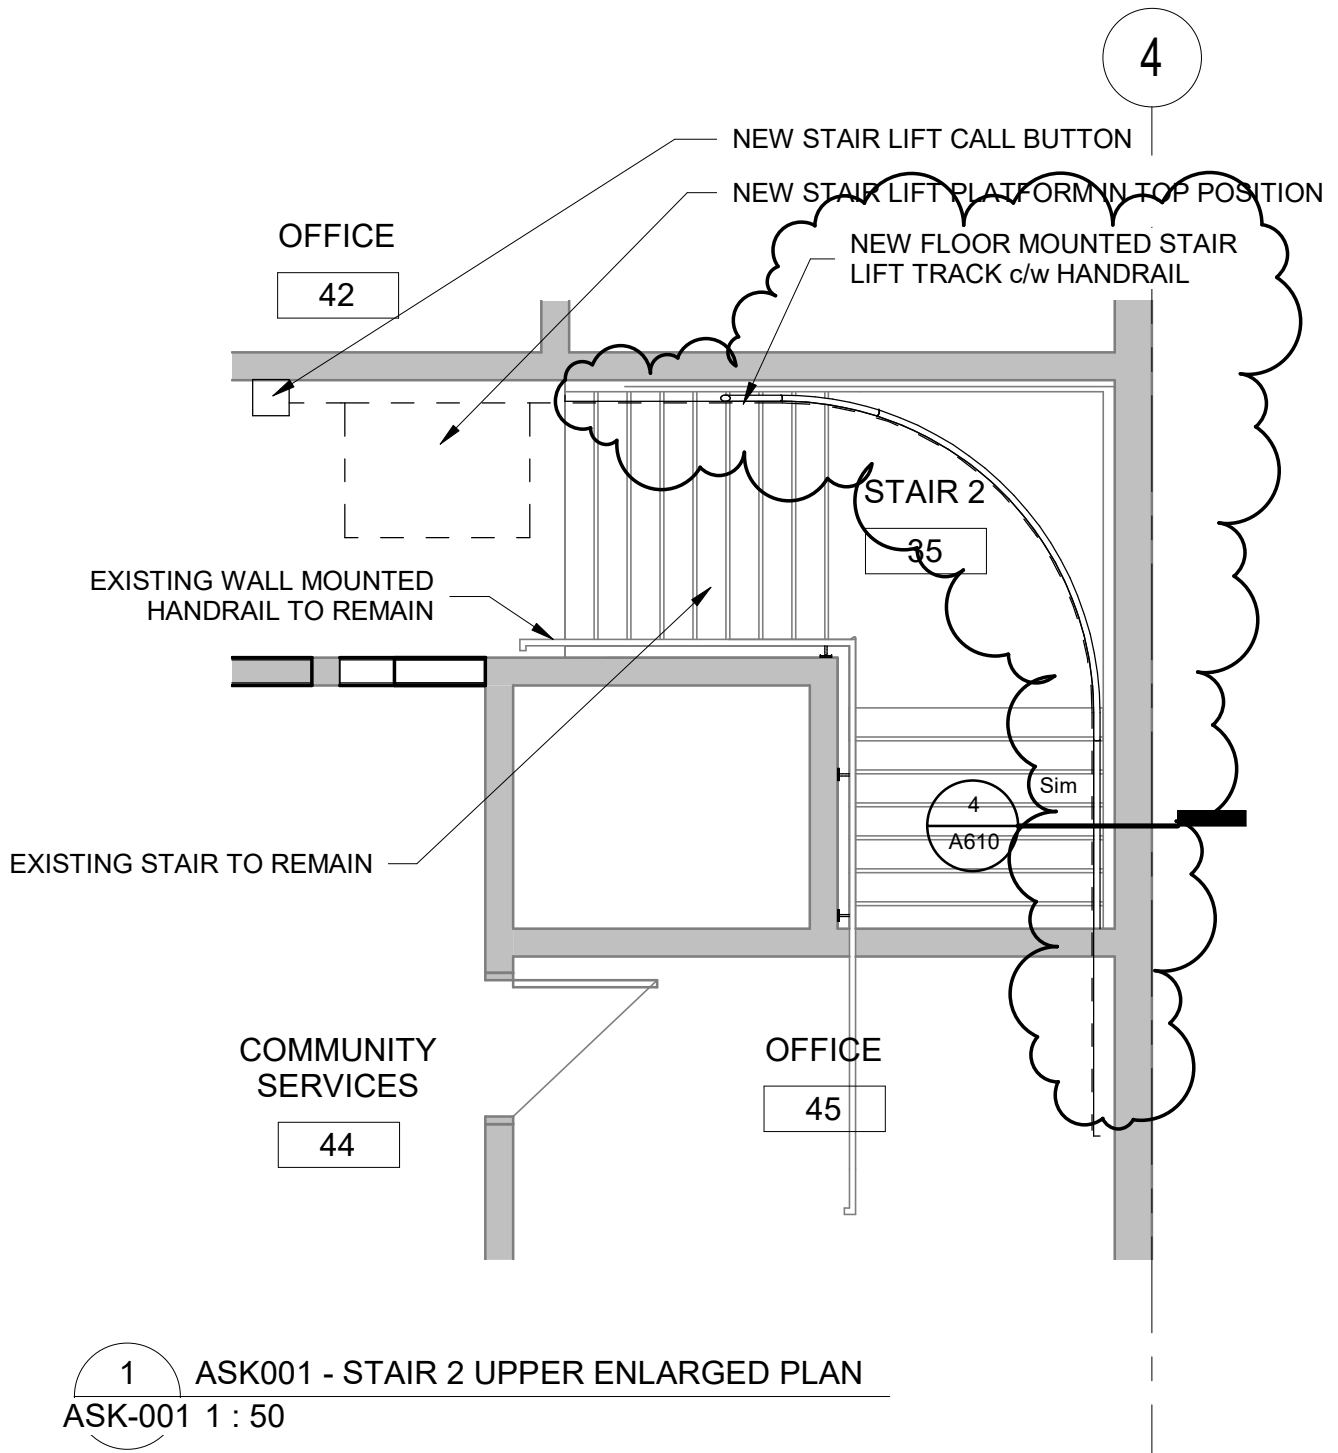 4
NEW STAIR LIFT CALL BUTTON
NEW STAIR LIFT PLATFORM IN TOP POSITION
OFFICE
42
NEW FLOOR MOUNTED STAIR
LIFT TRACK c/w HANDRAIL
STAIR 2
35
EXISTING WALL MOUNTED
HANDRAIL TO REMAIN
Sim
4
A610
EXISTING STAIR TO REMAIN
COMMUNITY
SERVICES
44
OFFICE
45
1
ASK001 - STAIR 2 UPPER ENLARGED PLAN
ASK-001
1 : 50